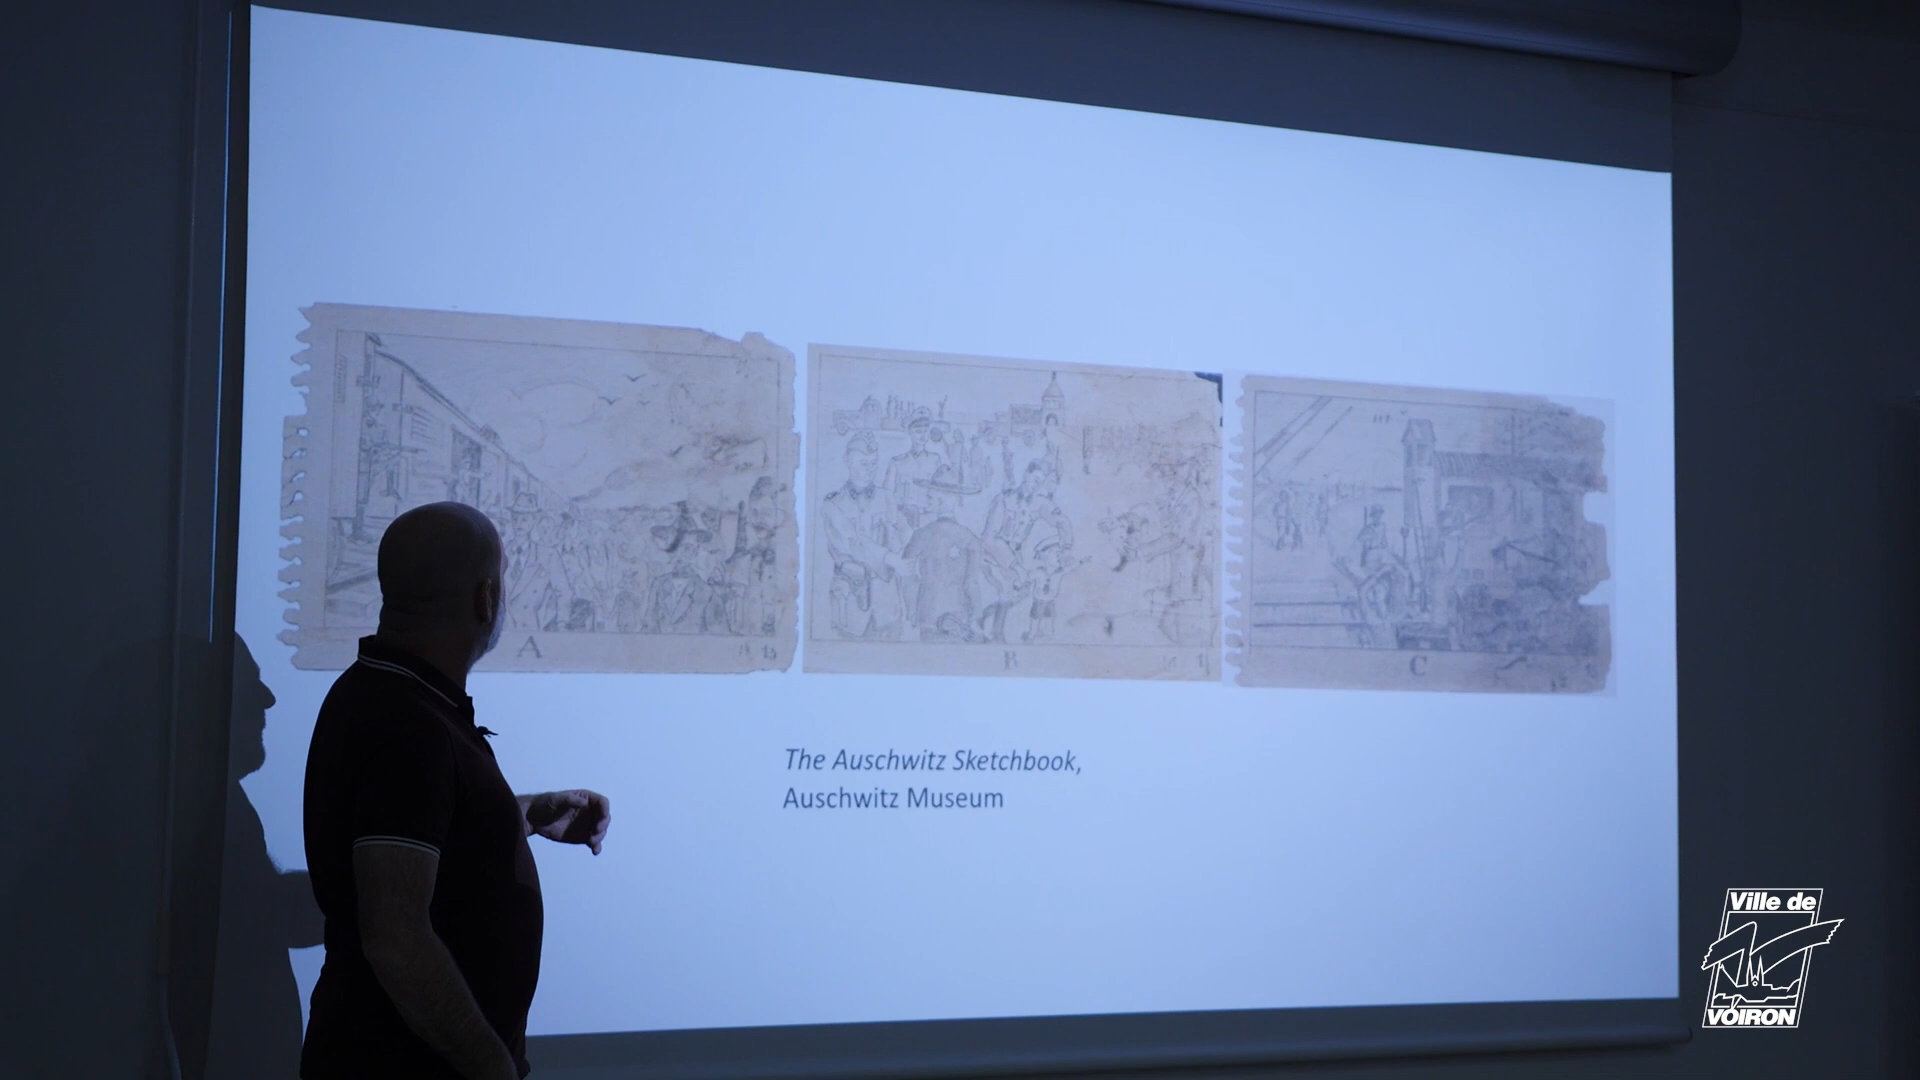 A
B
C
The Auschwitz Sketchbook,
Auschwitz Museum
Ville de
VOIRON